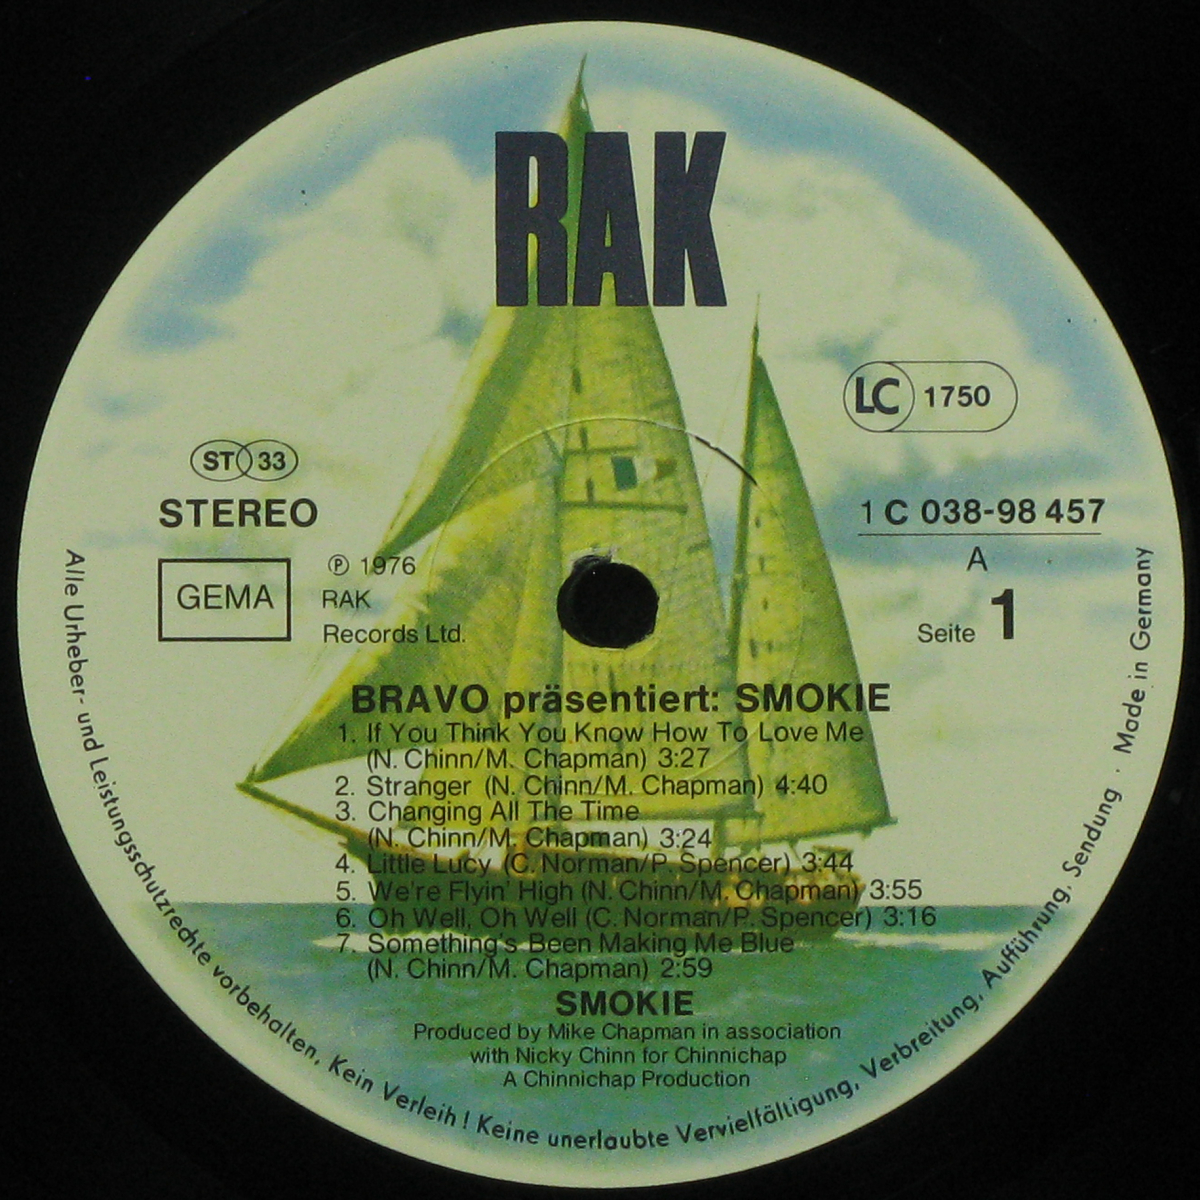 RAK
LC 1750
ST 33
STEREO
GEMA
℗ 1976
RAK
Records Ltd.
1 C 038-98 457
A
Seite 1
BRAVO präsentiert: SMOKIE
1. If You Think You Know How To Love Me
(N. Chinn/M. Chapman) 3:27
2. Stranger (N. Chinn/M. Chapman) 4:40
3. Changing All The Time
(N. Chinn/M. Chapman) 3:24
4. Little Lucy (C. Norman/P. Spencer) 3:44
5. We're Flyin' High (N. Chinn/M. Chapman) 3:55
6. Oh Well, Oh Well (C. Norman/P. Spencer) 3:16
7. Something's Been Making Me Blue
(N. Chinn/M. Chapman) 2:59
SMOKIE
Produced by Mike Chapman in association
with Nicky Chinn for Chinnichap
A Chinnichap Production
Alle Urheber- und Leistungsschutzrechte vorbehalten, Kein Verleih! Keine unerlaubte Vervielfältigung, Verbreitung, Aufführung, Sendung · Made in Germany